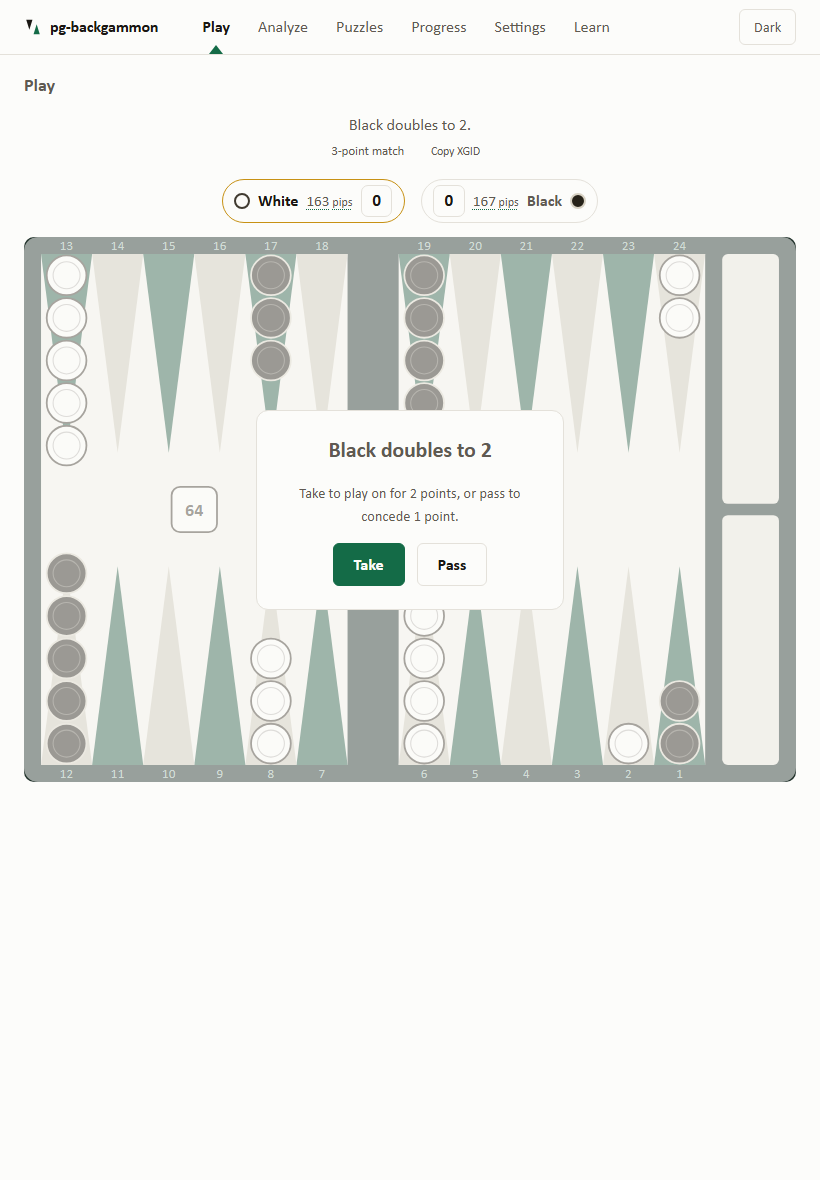 pg-backgammon Play Analyze Puzzles Progress Settings Learn Dark
Play
Black doubles to 2.
3-point match Copy XGID
White 163 pips 0 0 167 pips Black
13 14 15 16 17 18 19 20 21 22 23 24
Black doubles to 2
Take to play on for 2 points, or pass to
concede 1 point.
64
Take Pass
12 11 10 9 8 7 6 5 4 3 2 1